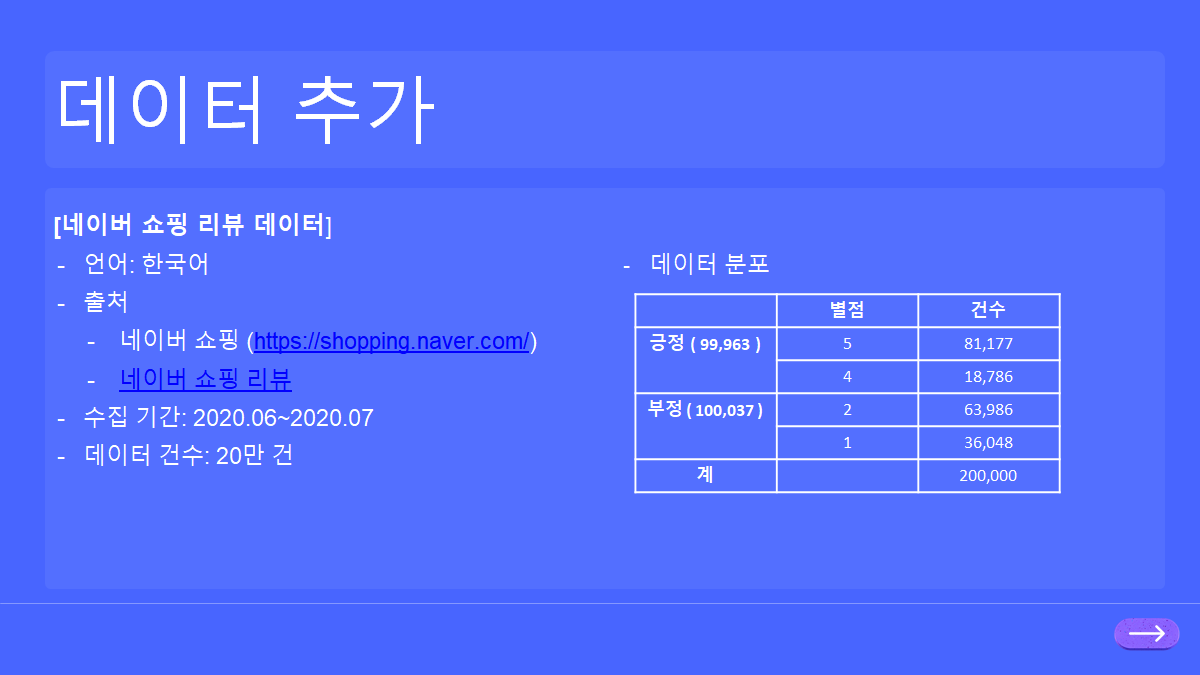 데이터 추가
[네이버 쇼핑 리뷰 데이터]
- 언어: 한국어
- 출처
- 네이버 쇼핑 (https://shopping.naver.com/)
- 네이버 쇼핑 리뷰
- 수집 기간: 2020.06~2020.07
- 데이터 건수: 20만 건
- 데이터 분포
별점 건수
긍정 ( 99,963 ) 5 81,177
4 18,786
부정 ( 100,037 ) 2 63,986
1 36,048
계 200,000